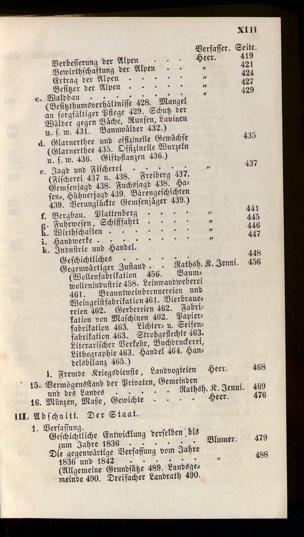 XIII
Verfasser. Seite.
Verbesserung der Alpen . . . Heer. 419
Bewirthschaftung der Alpen . . „ 421
Ertrag der Alpen . . . . „ 424
Besitzer der Alpen . . . . „ 427
c. Waldbau . . . . . . „ 429
(Besitzthumsverhältnisse 428. Mangel
an sorgfältiger Pflege 429. Schutz der
Wälder gegen Bäche, Runsen, Lauinen
u. s. w. 431. Bannwälder 432.)
d. Glarnerthee und offizinelle Gewächse 435
(Glarnerthee 435. Offizinelle Wurzeln
u. s. w. 436. Giftpflanzen 436.)
e. Jagd und Fischerei . . . . „ 437
(Fischerei 437 u. 438. Freiberg 437.
Gemsenjagd 438. Fuchsjagd 438. Ha-
sen, Hühnerjagd 439. Bärengeschichten
439. Verunglückte Gemsenjäger 439.)
f. Bergbau. Plattenberg . . . . „ 441
g. Fuhrwesen, Schifffahrt . . . . „ 445
h. Wirthschaften . . . . . „ 446
i. Handwerke . . . . . . „ 447
k. Industrie und Handel.
Geschichtliches . . . . . 448
Gegenwärtiger Zustand . . Rathsh. K. Jenni. 456
(Wollenfabrikation 456. Baum-
wollenindustrie 458. Leinwandweberei
461. Branntweinbrennereien und
Weingeistfabrikation 461. Bierbraue-
reien 462. Gerbereien 462. Fabri-
kation von Maschinen 462. Papier-
fabrikation 463. Lichter- u. Seifen-
fabrikation 463. Strohgeflechte 463.
Literarischer Verkehr, Buchdruckerei,
Lithographie 463. Handel 464. Han-
delsbilanz 465.)
l. Fremde Kriegsdienste, Landvogteien Heer. 468
15. Vermögensstand der Privaten, Gemeinden
und des Landes . . . Rathsh. K. Jenni. 469
16. Münzen, Maße, Gewichte . . . Heer. 476
III. Abschnitt. Der Staat.
1. Verfassung.
Geschichtliche Entwicklung derselben bis
zum Jahre 1836 . . . . . Blumer. 479
Die gegenwärtige Verfassung vom Jahre
1836 und 1842 . . . . . „ 488
(Allgemeine Grundsätze 489. Landsge-
meinde 490. Dreifacher Landrath 490.